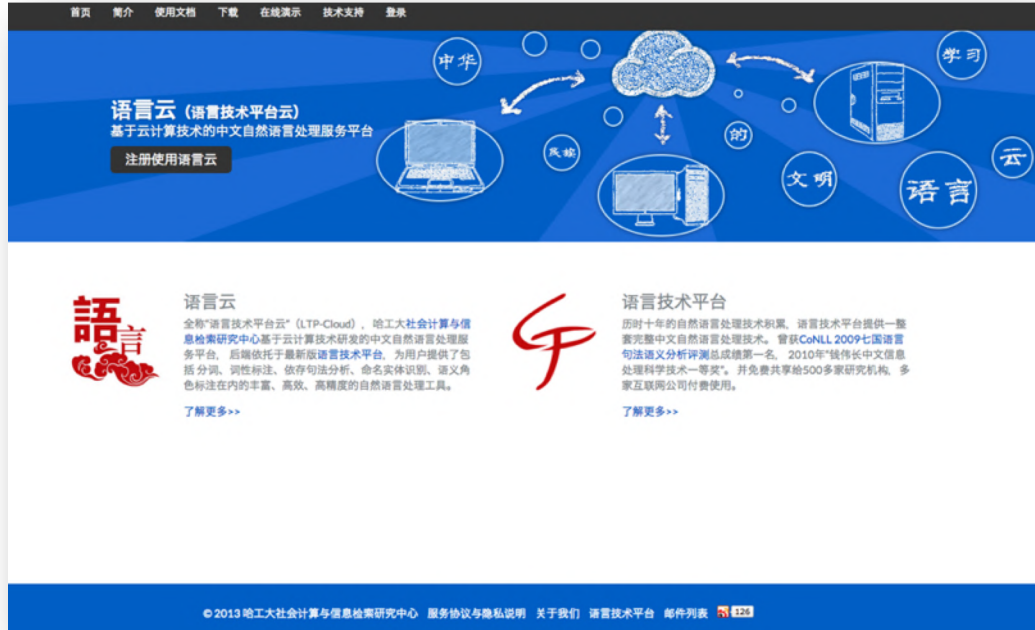 首页 简介 使用文档 下载 在线演示 技术支持 登录
中华
学习
语言云（语言技术平台云）
基于云计算技术的中文自然语言处理服务平台
注册使用语言云
民族
的
文明
语言
云
語言
语言云
全称"语言技术平台云"（LTP-Cloud），哈工大社会计算与信
息检索研究中心基于云计算技术研发的中文自然语言处理服
务平台， 后端依托于最新版语言技术平台，为用户提供了包
括 分词、词性标注、依存句法分析、命名实体识别、语义角
色标注在内的丰富、高效、高精度的自然语言处理工具。
了解更多>>
语言技术平台
历时十年的自然语言处理技术积累，语言技术平台提供一整
套完整中文自然语言处理技术。 曾获CoNLL 2009七国语言
句法语义分析评测总成绩第一名， 2010年"钱伟长中文信息
处理科学技术一等奖"。并免费共享给500多家研究机构，多
家互联网公司付费使用。
了解更多>>
© 2013 哈工大社会计算与信息检索研究中心 服务协议与隐私说明 关于我们 语言技术平台 邮件列表 126